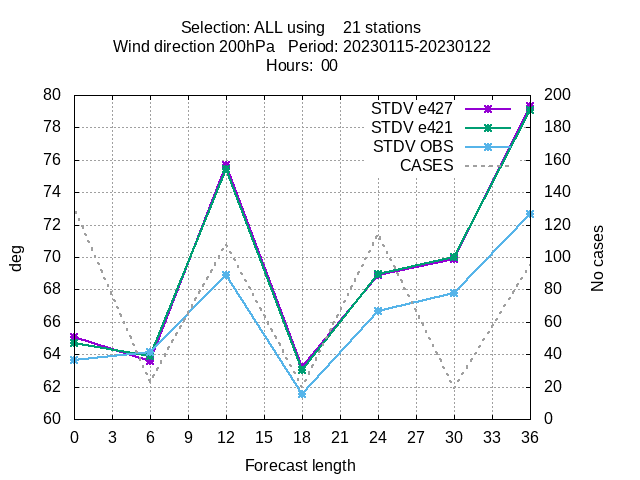 Selection: ALL using    21 stations
Wind direction 200hPa   Period: 20230115-20230122
Hours:  00
STDV e427
STDV e421
STDV OBS
CASES
80
78
76
74
72
70
68
66
64
62
60
deg
200
180
160
140
120
100
80
60
40
20
0
No cases
0 3 6 9 12 15 18 21 24 27 30 33 36
Forecast length